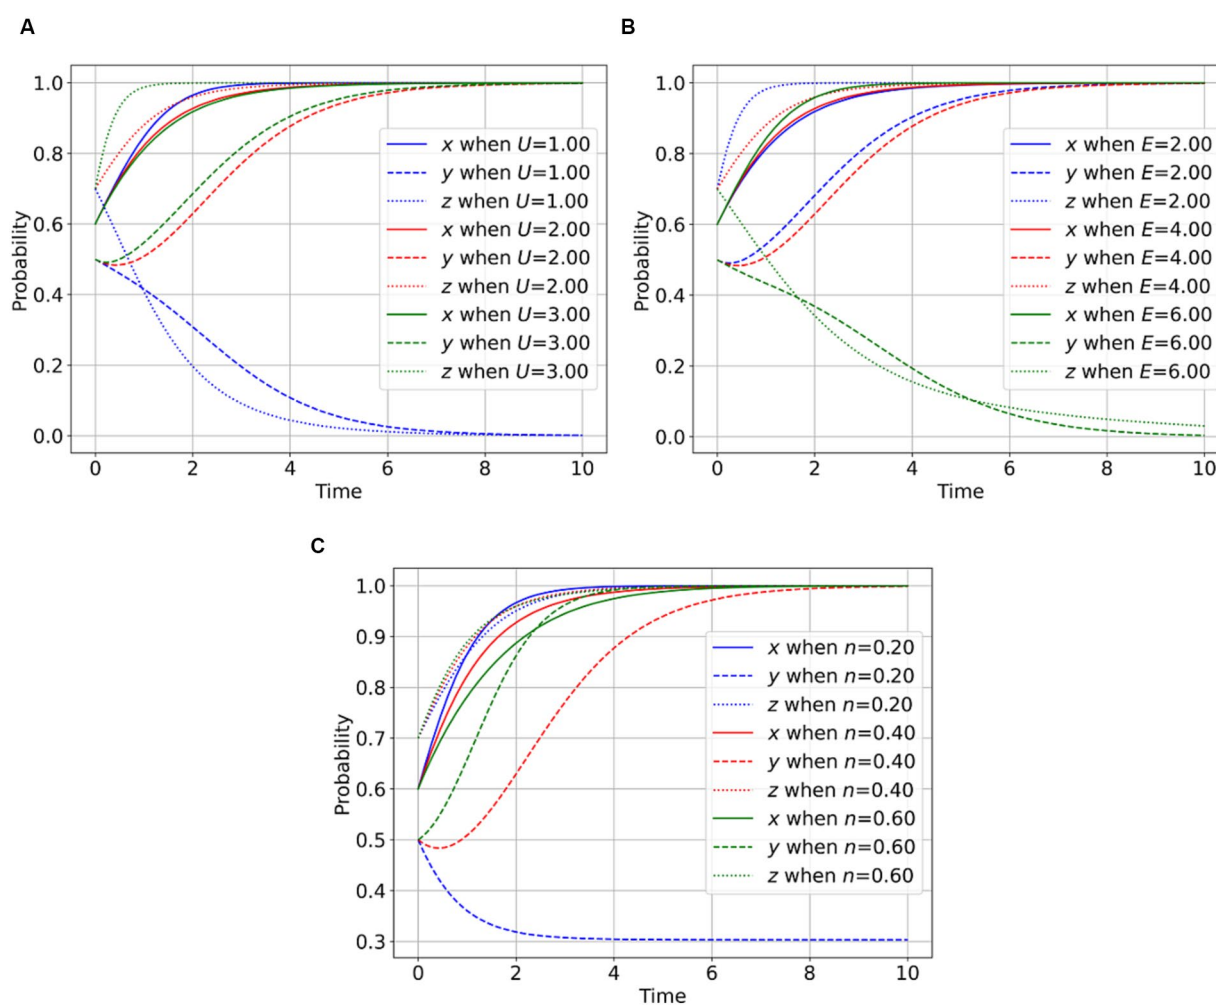 A
B
1.0
0.8
0.6
0.4
0.2
0.0
Probability
0 2 4 6 8 10
Time
x when U=1.00
y when U=1.00
z when U=1.00
x when U=2.00
y when U=2.00
z when U=2.00
x when U=3.00
y when U=3.00
z when U=3.00
1.0
0.8
0.6
0.4
0.2
0.0
Probability
0 2 4 6 8 10
Time
x when E=2.00
y when E=2.00
z when E=2.00
x when E=4.00
y when E=4.00
z when E=4.00
x when E=6.00
y when E=6.00
z when E=6.00
C
1.0
0.9
0.8
0.7
0.6
0.5
0.4
0.3
Probability
0 2 4 6 8 10
Time
x when n=0.20
y when n=0.20
z when n=0.20
x when n=0.40
y when n=0.40
z when n=0.40
x when n=0.60
y when n=0.60
z when n=0.60